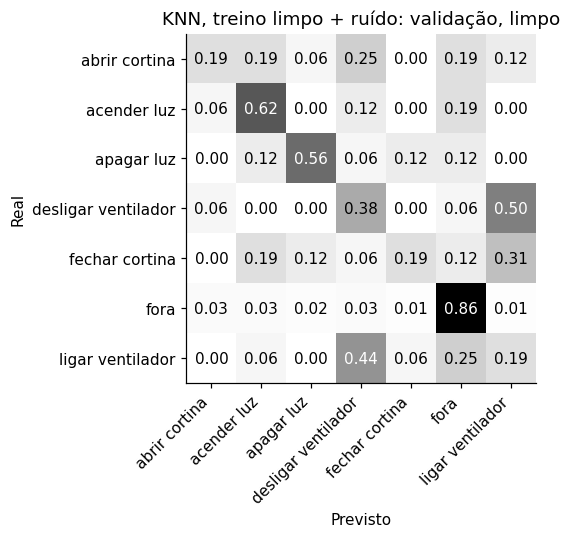 KNN, treino limpo + ruído: validação, limpo
Real
abrir cortina 0.19 0.19 0.06 0.25 0.00 0.19 0.12
acender luz 0.06 0.62 0.00 0.12 0.00 0.19 0.00
apagar luz 0.00 0.12 0.56 0.06 0.12 0.12 0.00
desligar ventilador 0.06 0.00 0.00 0.38 0.00 0.06 0.50
fechar cortina 0.00 0.19 0.12 0.06 0.19 0.12 0.31
fora 0.03 0.03 0.02 0.03 0.01 0.86 0.01
ligar ventilador 0.00 0.06 0.00 0.44 0.06 0.25 0.19
abrir cortina
acender luz
apagar luz
desligar ventilador
fechar cortina
fora
ligar ventilador
Previsto